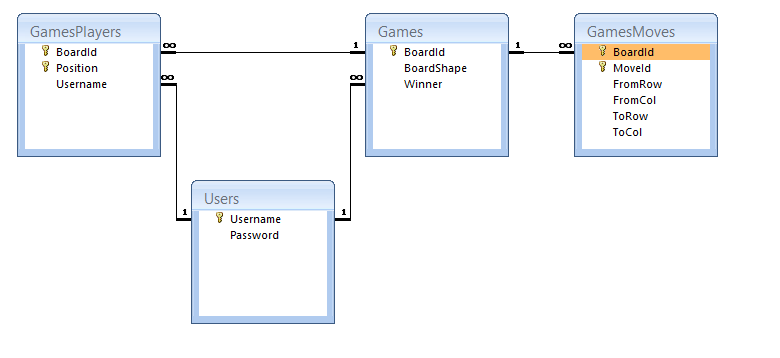 GamesPlayers
BoardId
Position
Username
∞
∞
1
Games
BoardId
BoardShape
Winner
1
∞
∞
GamesMoves
BoardId
MoveId
FromRow
FromCol
ToRow
ToCol
Users
Username
Password
1
1